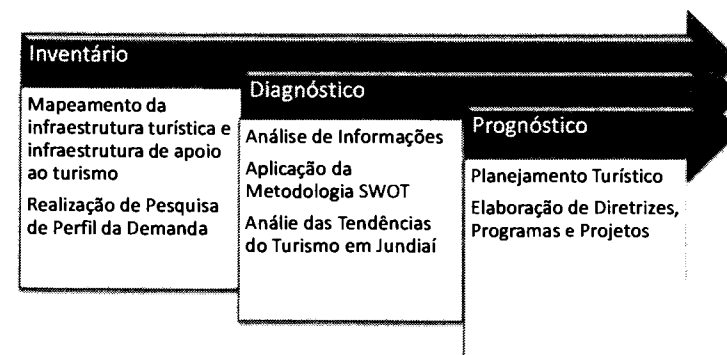 Inventário
Mapeamento da
infraestrutura turística e
infraestrutura de apoio
ao turismo
Realização de Pesquisa
de Perfil da Demanda
Diagnóstico
Análise de Informações
Aplicação da
Metodologia SWOT
Análie das Tendências
do Turismo em Jundiaí
Prognóstico
Planejamento Turístico
Elaboração de Diretrizes,
Programas e Projetos